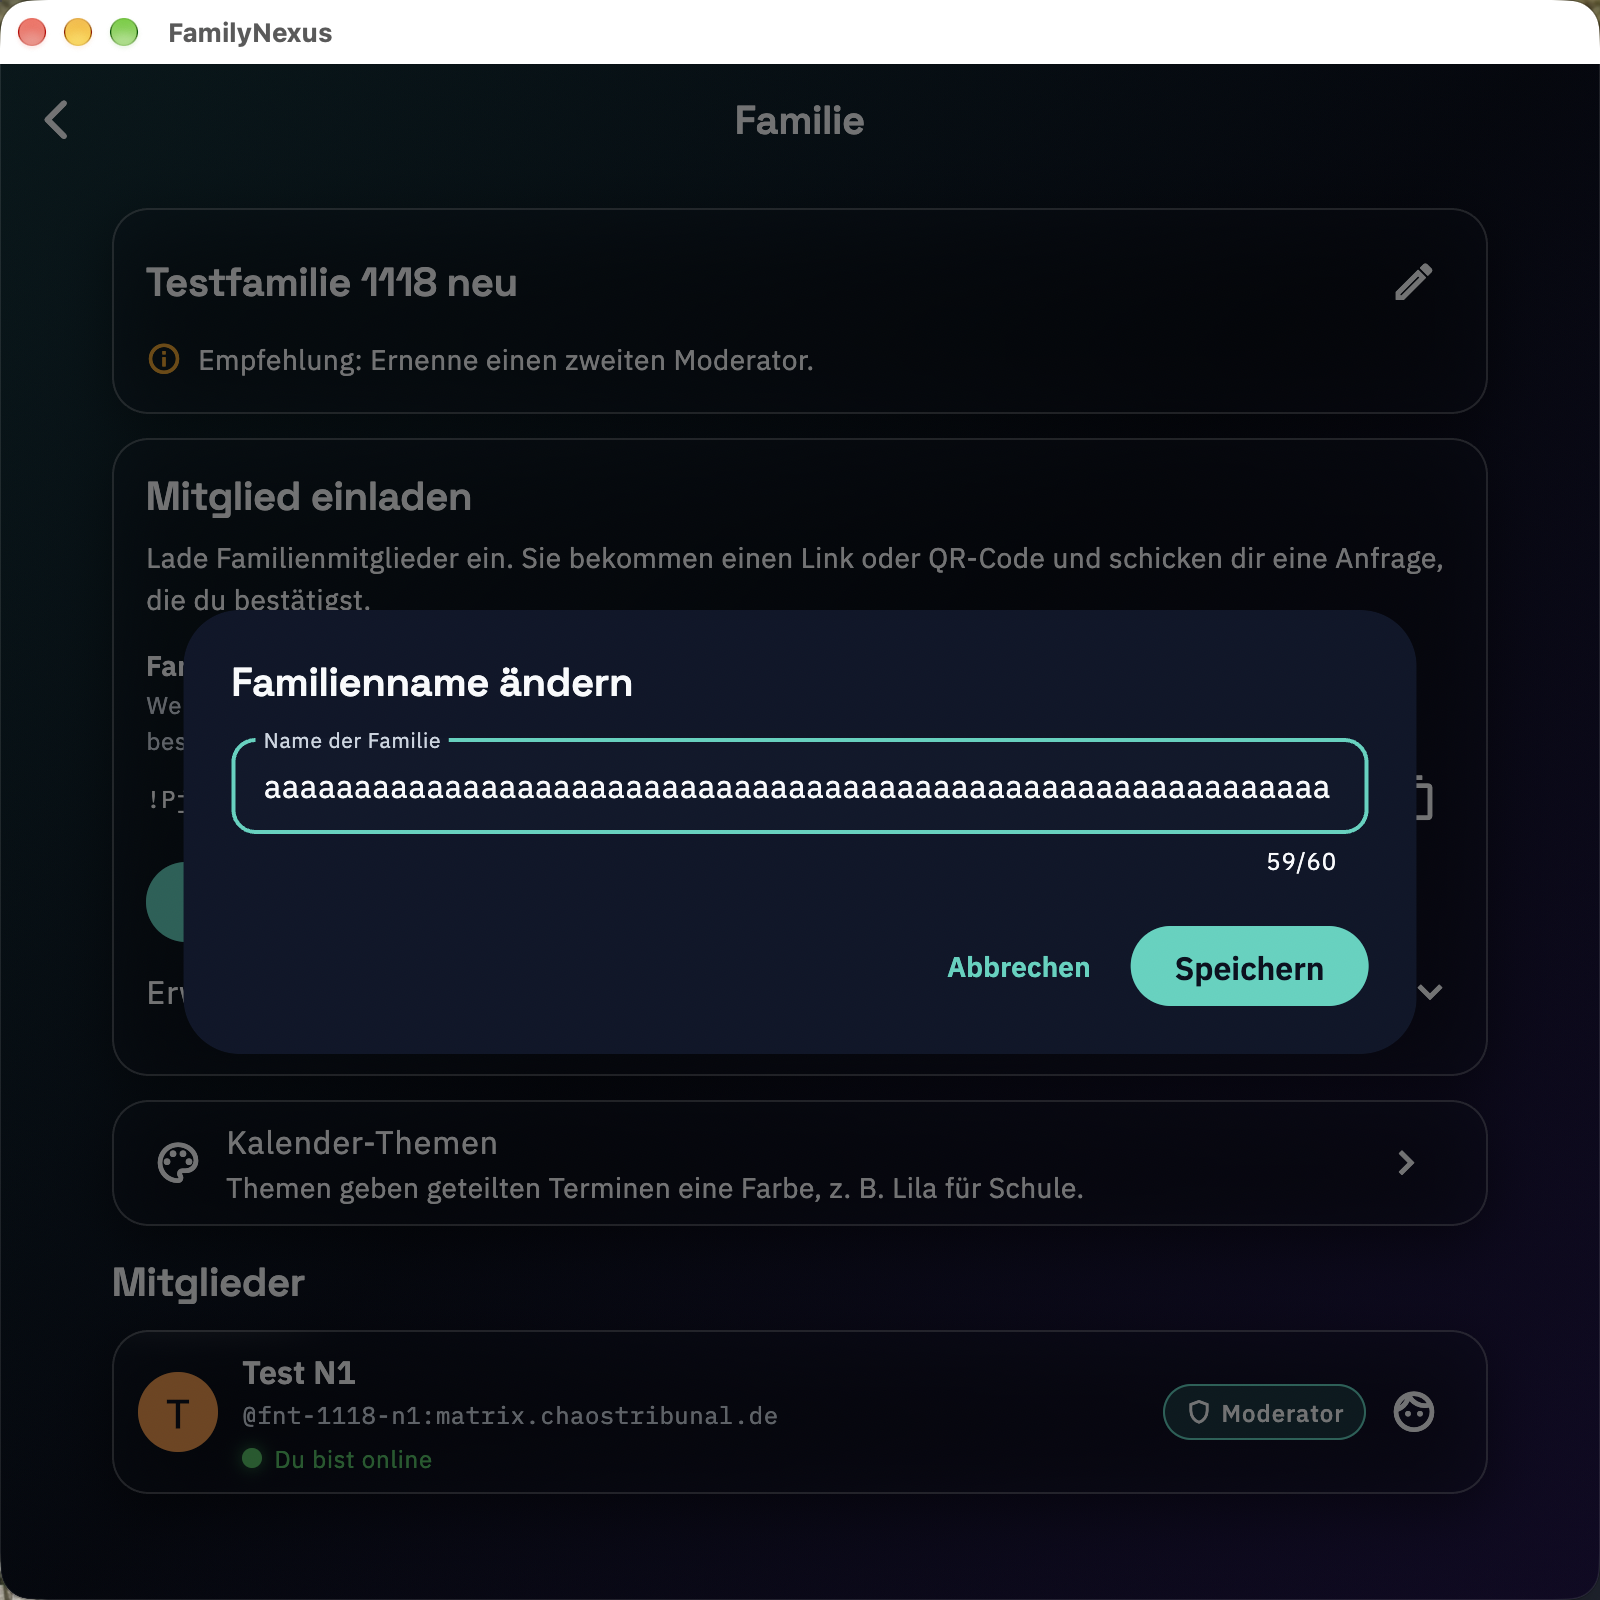 FamilyNexus
Familie
Testfamilie 1118 neu
Empfehlung: Ernenne einen zweiten Moderator.
Mitglied einladen
Lade Familienmitglieder ein. Sie bekommen einen Link oder QR-Code und schicken dir eine Anfrage,
die du bestätigst.
Familienname ändern
Name der Familie
aaaaaaaaaaaaaaaaaaaaaaaaaaaaaaaaaaaaaaaaaaaaaaaaaaaaaaaaaaa
59/60
Abbrechen
Speichern
Kalender-Themen
Themen geben geteilten Terminen eine Farbe, z. B. Lila für Schule.
Mitglieder
T
Test N1
@fnt-1118-n1:matrix.chaostribunal.de
Moderator
Du bist online